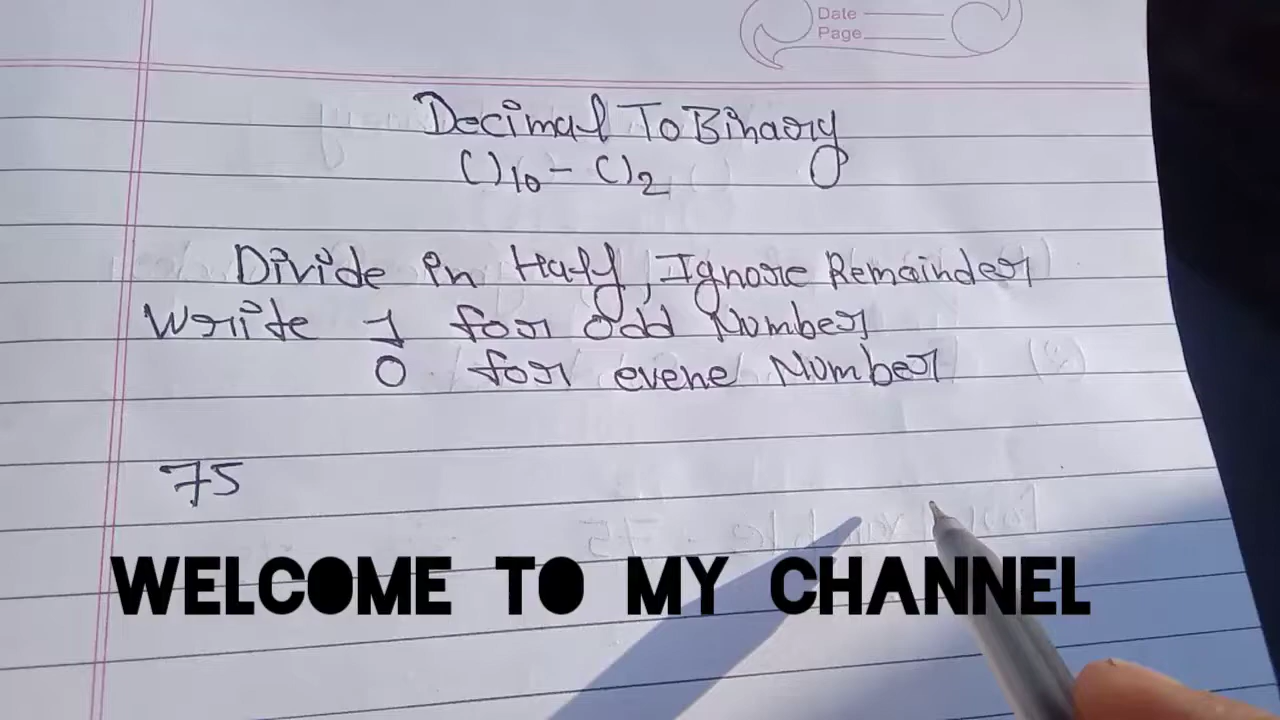 Date
Page
Decimal To Binary
()10 - ()2
Divide in Half, Ignore Remainder
Write 1 for odd Number
0 for evene Number
75
WELCOME TO MY CHANNEL